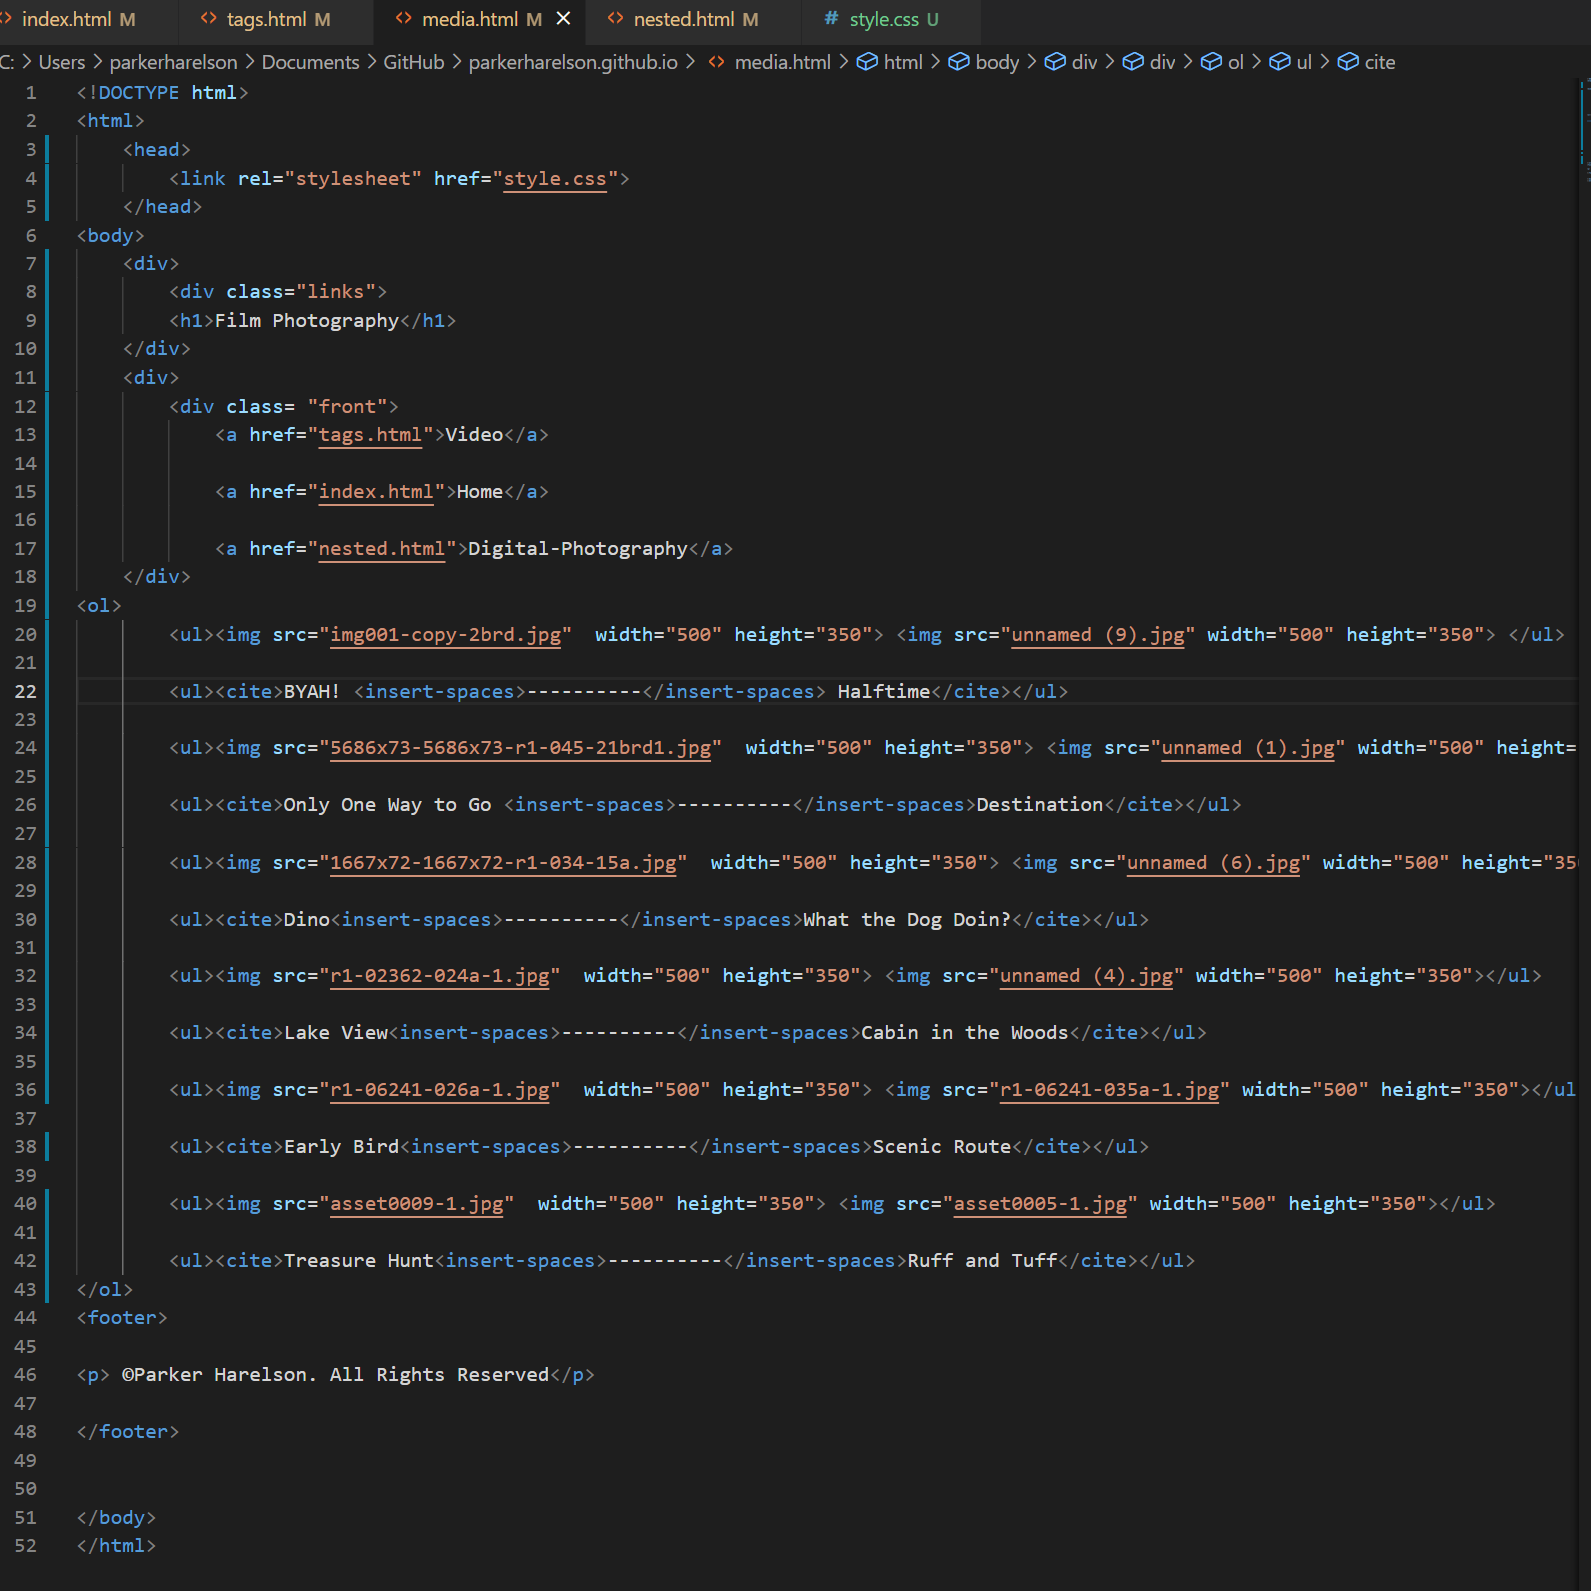 index.html M tags.html M media.html M nested.html M # style.css U
C: > Users > parkerharelson > Documents > GitHub > parkerharelson.github.io > media.html > html > body > div > div > ol > ul > cite
1 <!DOCTYPE html>
2 <html>
3 <head>
4 <link rel="stylesheet" href="style.css">
5 </head>
6 <body>
7 <div>
8 <div class="links">
9 <h1>Film Photography</h1>
10 </div>
11 <div>
12 <div class= "front">
13 <a href="tags.html">Video</a>
14
15 <a href="index.html">Home</a>
16
17 <a href="nested.html">Digital-Photography</a>
18 </div>
19 <ol>
20 <ul><img src="img001-copy-2brd.jpg"  width="500" height="350"> <img src="unnamed (9).jpg" width="500" height="350"> </ul>
21
22 <ul><cite>BYAH! <insert-spaces>----------</insert-spaces> Halftime</cite></ul>
23
24 <ul><img src="5686x73-5686x73-r1-045-21brd1.jpg"  width="500" height="350"> <img src="unnamed (1).jpg" width="500" height=
25
26 <ul><cite>Only One Way to Go <insert-spaces>----------</insert-spaces>Destination</cite></ul>
27
28 <ul><img src="1667x72-1667x72-r1-034-15a.jpg"  width="500" height="350"> <img src="unnamed (6).jpg" width="500" height="35
29
30 <ul><cite>Dino<insert-spaces>----------</insert-spaces>What the Dog Doin?</cite></ul>
31
32 <ul><img src="r1-02362-024a-1.jpg"  width="500" height="350"> <img src="unnamed (4).jpg" width="500" height="350"></ul>
33
34 <ul><cite>Lake View<insert-spaces>----------</insert-spaces>Cabin in the Woods</cite></ul>
35
36 <ul><img src="r1-06241-026a-1.jpg"  width="500" height="350"> <img src="r1-06241-035a-1.jpg" width="500" height="350"></ul
37
38 <ul><cite>Early Bird<insert-spaces>----------</insert-spaces>Scenic Route</cite></ul>
39
40 <ul><img src="asset0009-1.jpg"  width="500" height="350"> <img src="asset0005-1.jpg" width="500" height="350"></ul>
41
42 <ul><cite>Treasure Hunt<insert-spaces>----------</insert-spaces>Ruff and Tuff</cite></ul>
43 </ol>
44 <footer>
45
46 <p> ©Parker Harelson. All Rights Reserved</p>
47
48 </footer>
49
50
51 </body>
52 </html>